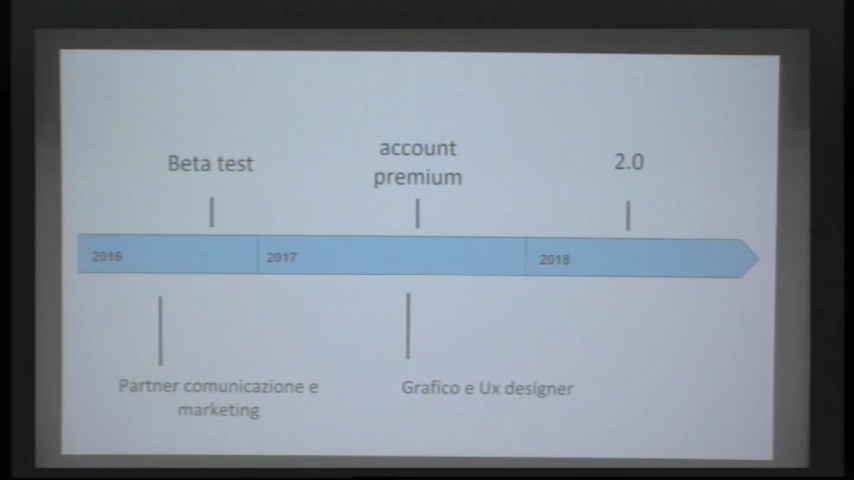 Beta test
account
premium
2.0
2016
2017
2018
Partner comunicazione e
marketing
Grafico e Ux designer